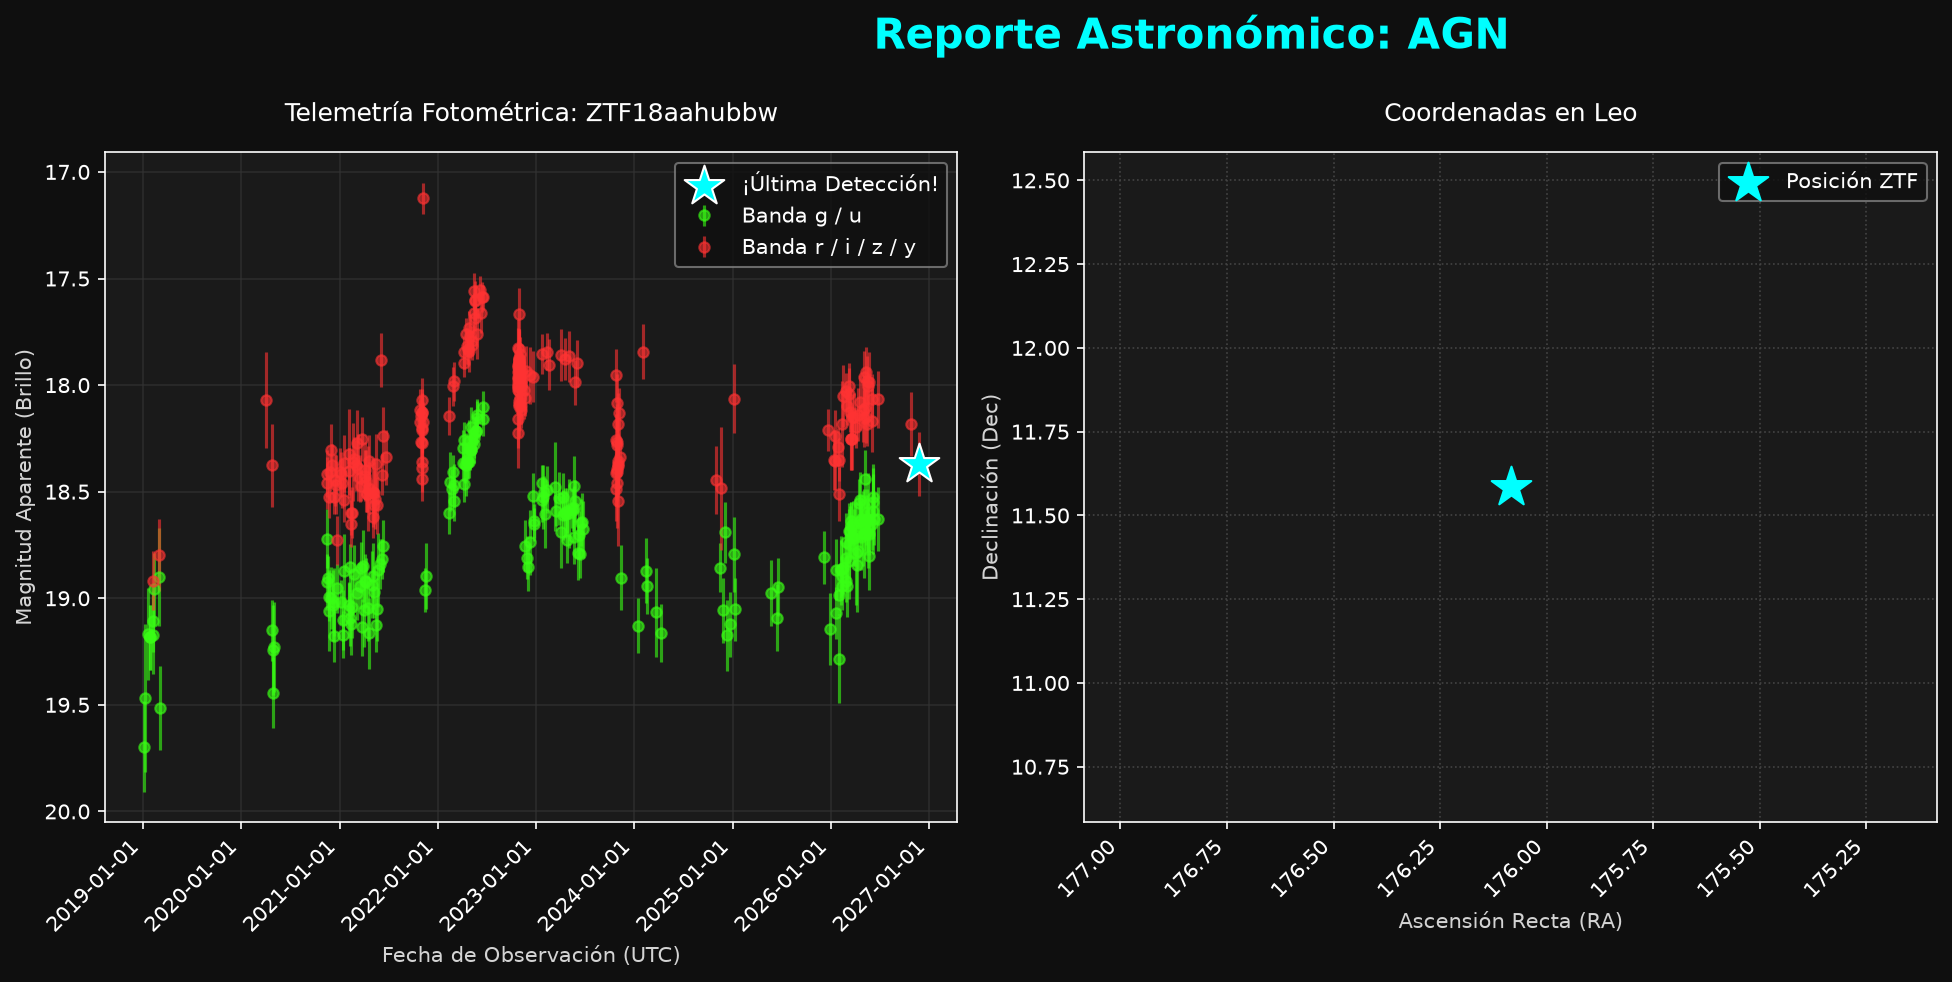 Reporte Astronómico: AGN
Telemetría Fotométrica: ZTF18aahubbw
Magnitud Aparente (Brillo)
17.0
17.5
18.0
18.5
19.0
19.5
20.0
¡Última Detección!
Banda g / u
Banda r / i / z / y
2019-01-01
2020-01-01
2021-01-01
2022-01-01
2023-01-01
2024-01-01
2025-01-01
2026-01-01
2027-01-01
Fecha de Observación (UTC)
Coordenadas en Leo
Declinación (Dec)
12.50
12.25
12.00
11.75
11.50
11.25
11.00
10.75
Posición ZTF
177.00
176.75
176.50
176.25
176.00
175.75
175.50
175.25
Ascensión Recta (RA)